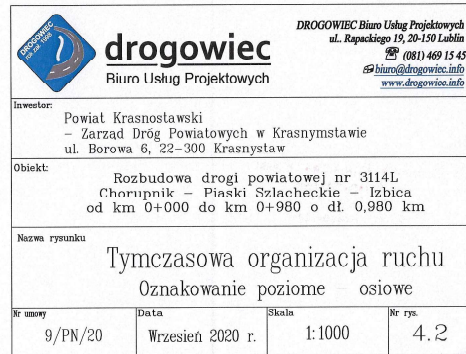 DROGOWIEC
rok zał. 1998
drogowiec
Biuro Usług Projektowych
DROGOWIEC Biuro Usług Projektowych
ul.. Rapackiego 19, 20-150 Lublin
☎ (081) 469 15 45
biuro@drogowiec.info
www.drogowiec.info
Inwestor:
Powiat Krasnostawski
– Zarząd Dróg Powiatowych w Krasnymstawie
ul. Borowa 6, 22-300 Krasnystaw
Obiekt:
Rozbudowa drogi powiatowej nr 3114L
Chorupnik – Piaski Szlacheckie – Izbica
od km 0+000 do km 0+980 o dł. 0,980 km
Nazwa rysunku
Tymczasowa organizacja ruchu
Oznakowanie poziome – osiowe
Nr umowy Data Skala Nr rys.
9/PN/20 Wrzesień 2020 r. 1:1000 4.2